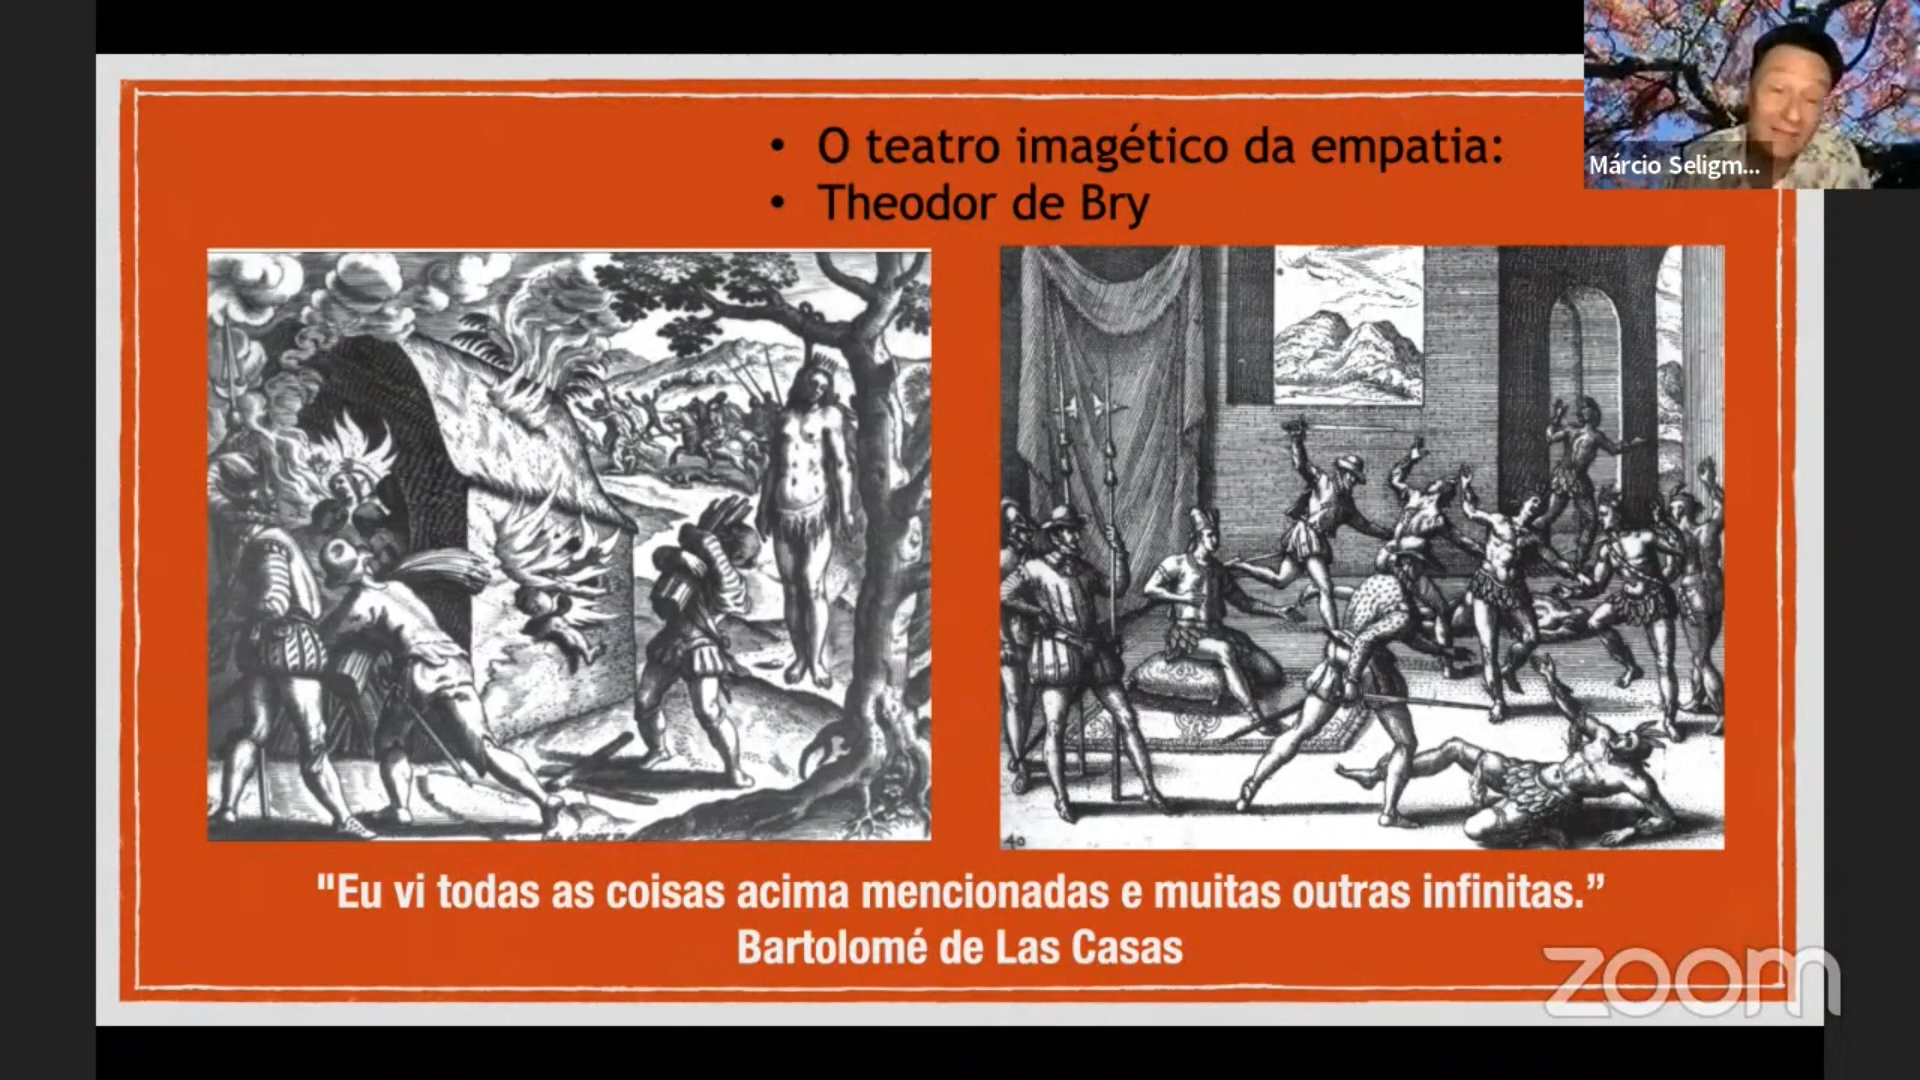 • O teatro imagético da empatia:
• Theodor de Bry
Márcio Seligm...
40
"Eu vi todas as coisas acima mencionadas e muitas outras infinitas.”
Bartolomé de Las Casas
zoom